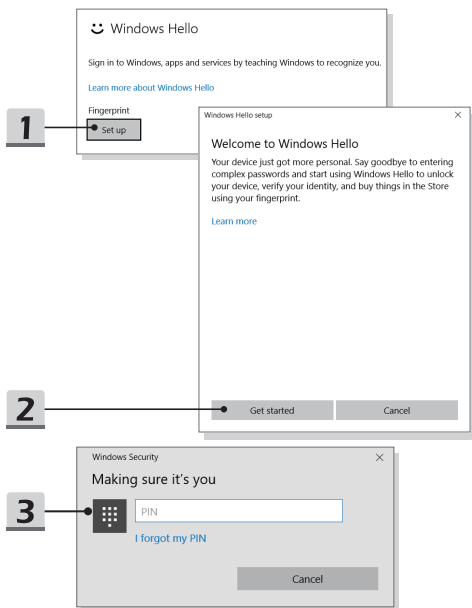 Windows Hello
Sign in to Windows, apps and services by teaching Windows to recognize you.
Learn more about Windows Hello
Fingerprint
1
Set up
Windows Hello setup
Welcome to Windows Hello
Your device just got more personal. Say goodbye to entering
complex passwords and start using Windows Hello to unlock
your device, verify your identity, and buy things in the Store
using your fingerprint.
Learn more
2
Get started
Cancel
Windows Security
Making sure it's you
3
PIN
I forgot my PIN
Cancel